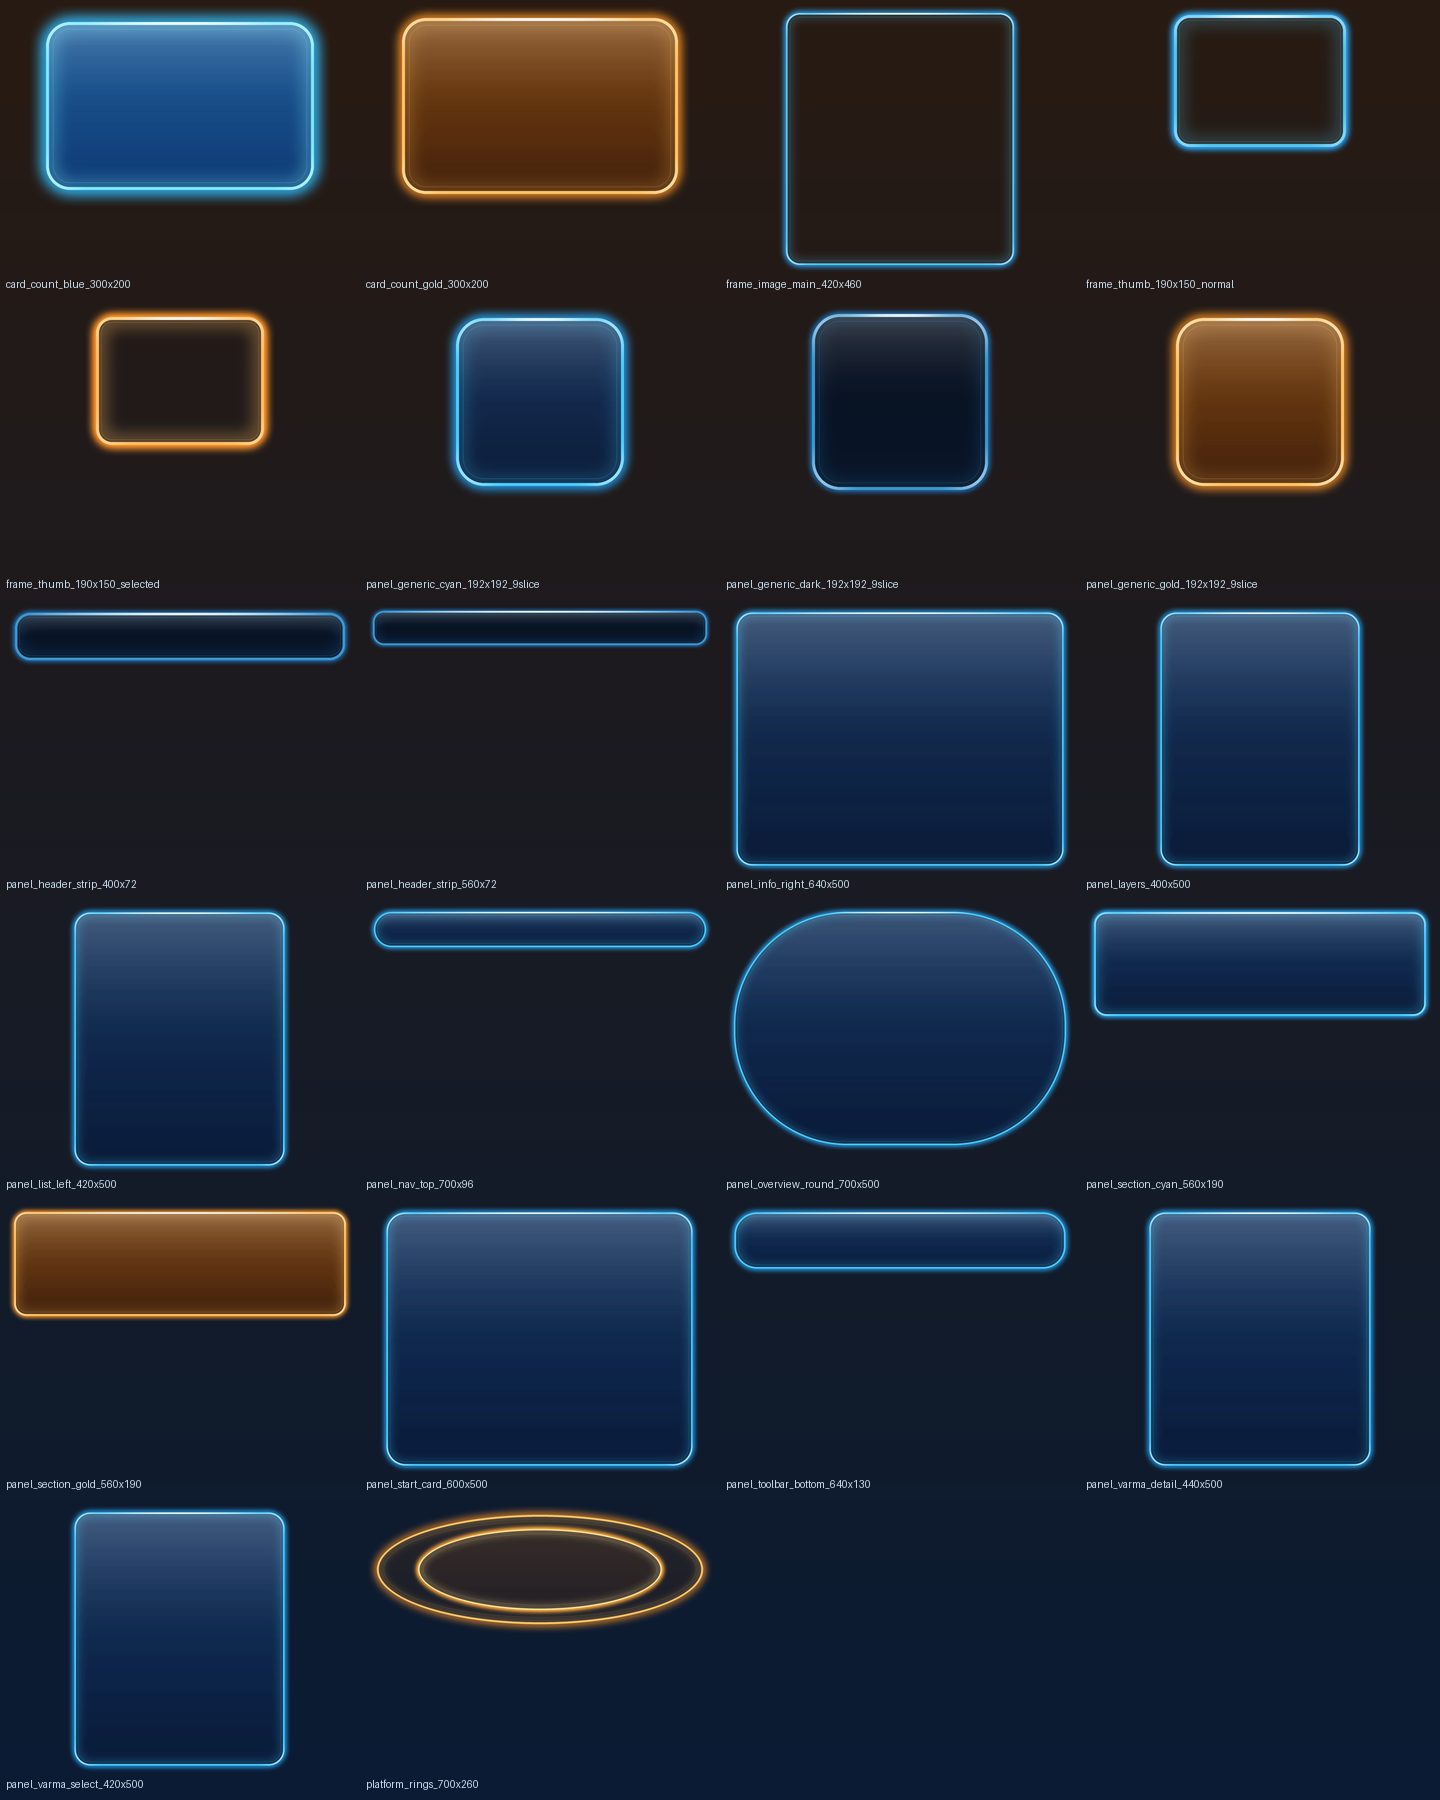 card_count_blue_300x200
card_count_gold_300x200
frame_image_main_420x460
frame_thumb_190x150_normal
frame_thumb_190x150_selected
panel_generic_cyan_192x192_9slice
panel_generic_dark_192x192_9slice
panel_generic_gold_192x192_9slice
panel_header_strip_400x72
panel_header_strip_560x72
panel_info_right_640x500
panel_layers_400x500
panel_list_left_420x500
panel_nav_top_700x96
panel_overview_round_700x500
panel_section_cyan_560x190
panel_section_gold_560x190
panel_start_card_600x500
panel_toolbar_bottom_640x130
panel_varma_detail_440x500
panel_varma_select_420x500
platform_rings_700x260